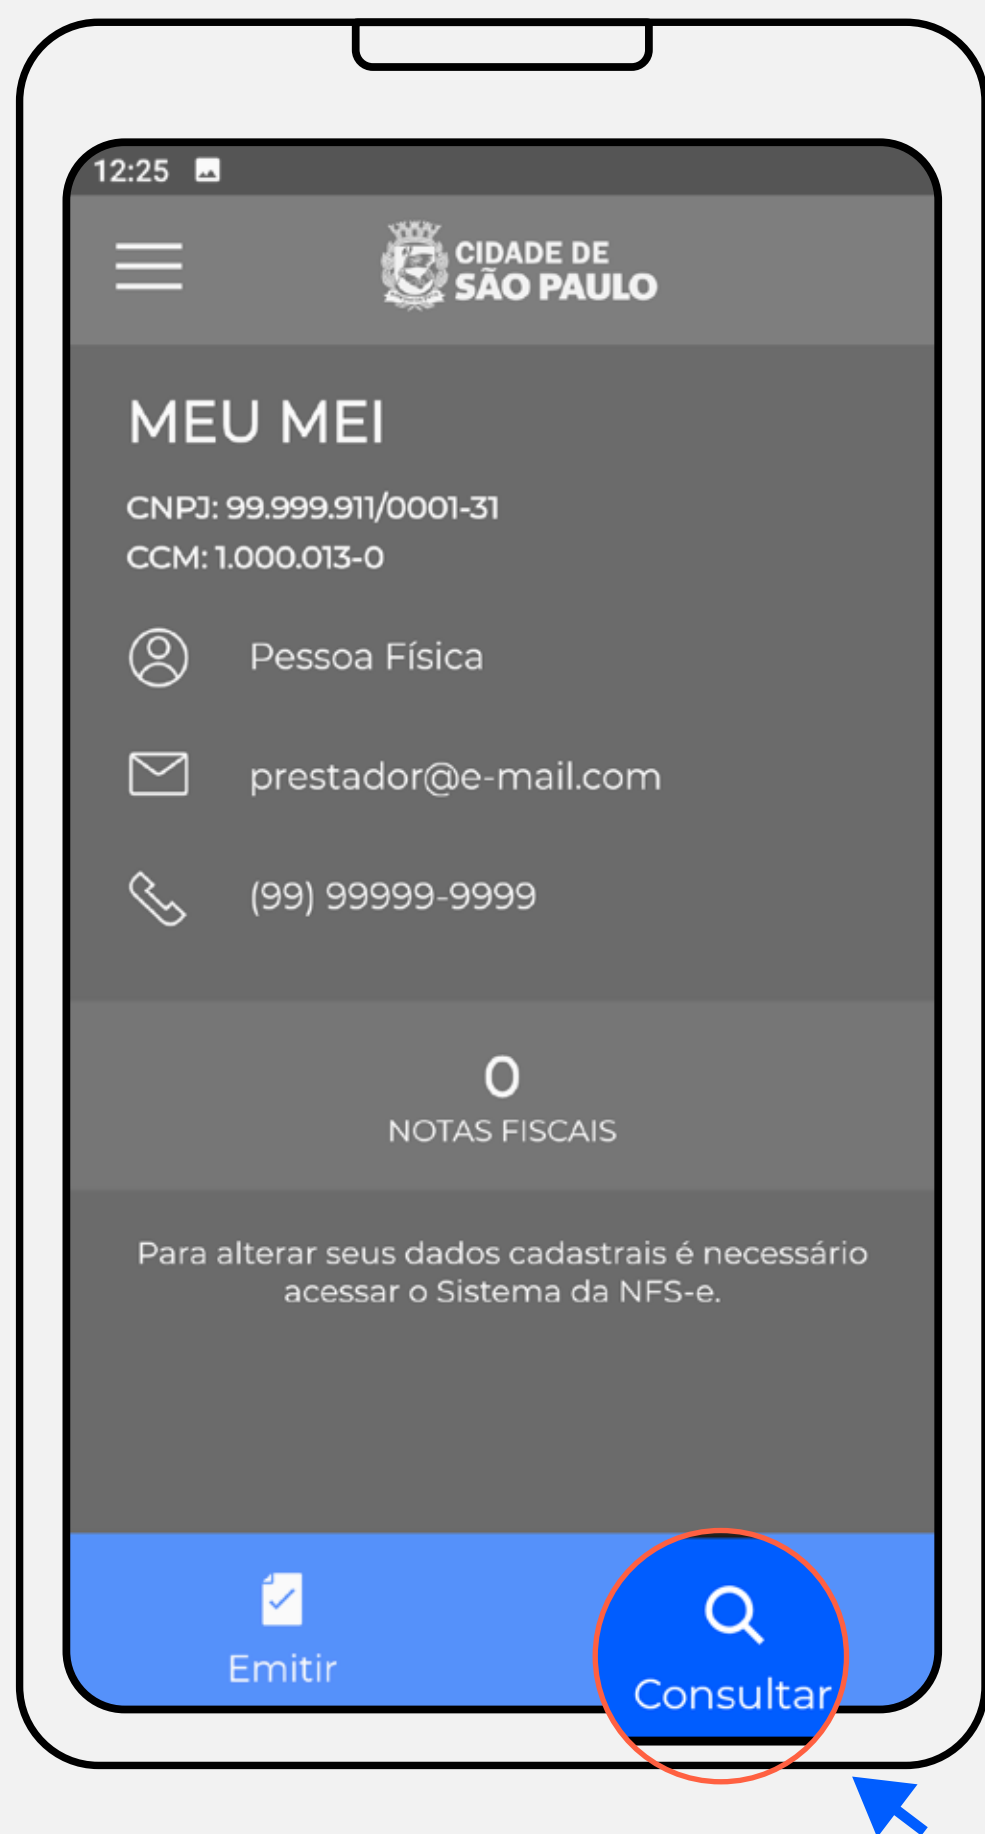 12:25
CIDADE DE
SÃO PAULO
MEU MEI
CNPJ: 99.999.911/0001-31
CCM: 1.000.013-0
Pessoa Física
prestador@e-mail.com
(99) 99999-9999
0
NOTAS FISCAIS
Para alterar seus dados cadastrais é necessário
acessar o Sistema da NFS-e.
Emitir
Consultar